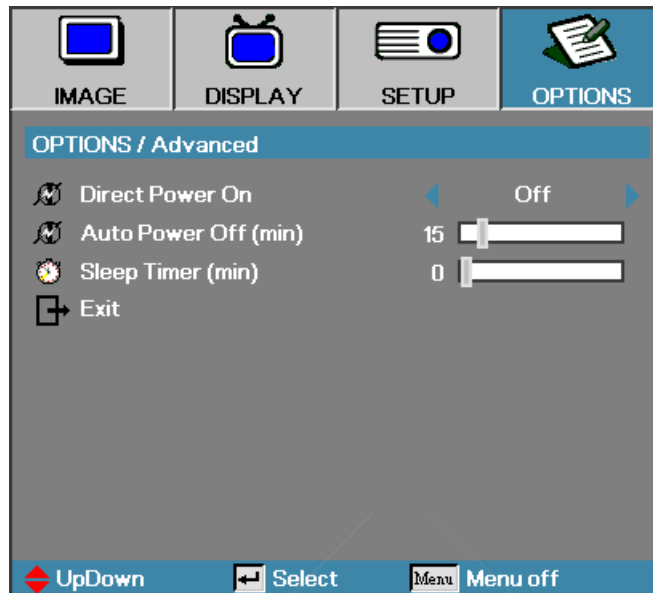 IMAGE DISPLAY SETUP OPTIONS
OPTIONS / Advanced
Direct Power On Off
Auto Power Off (min) 15
Sleep Timer (min) 0
Exit
UpDown Select Menu Menu off